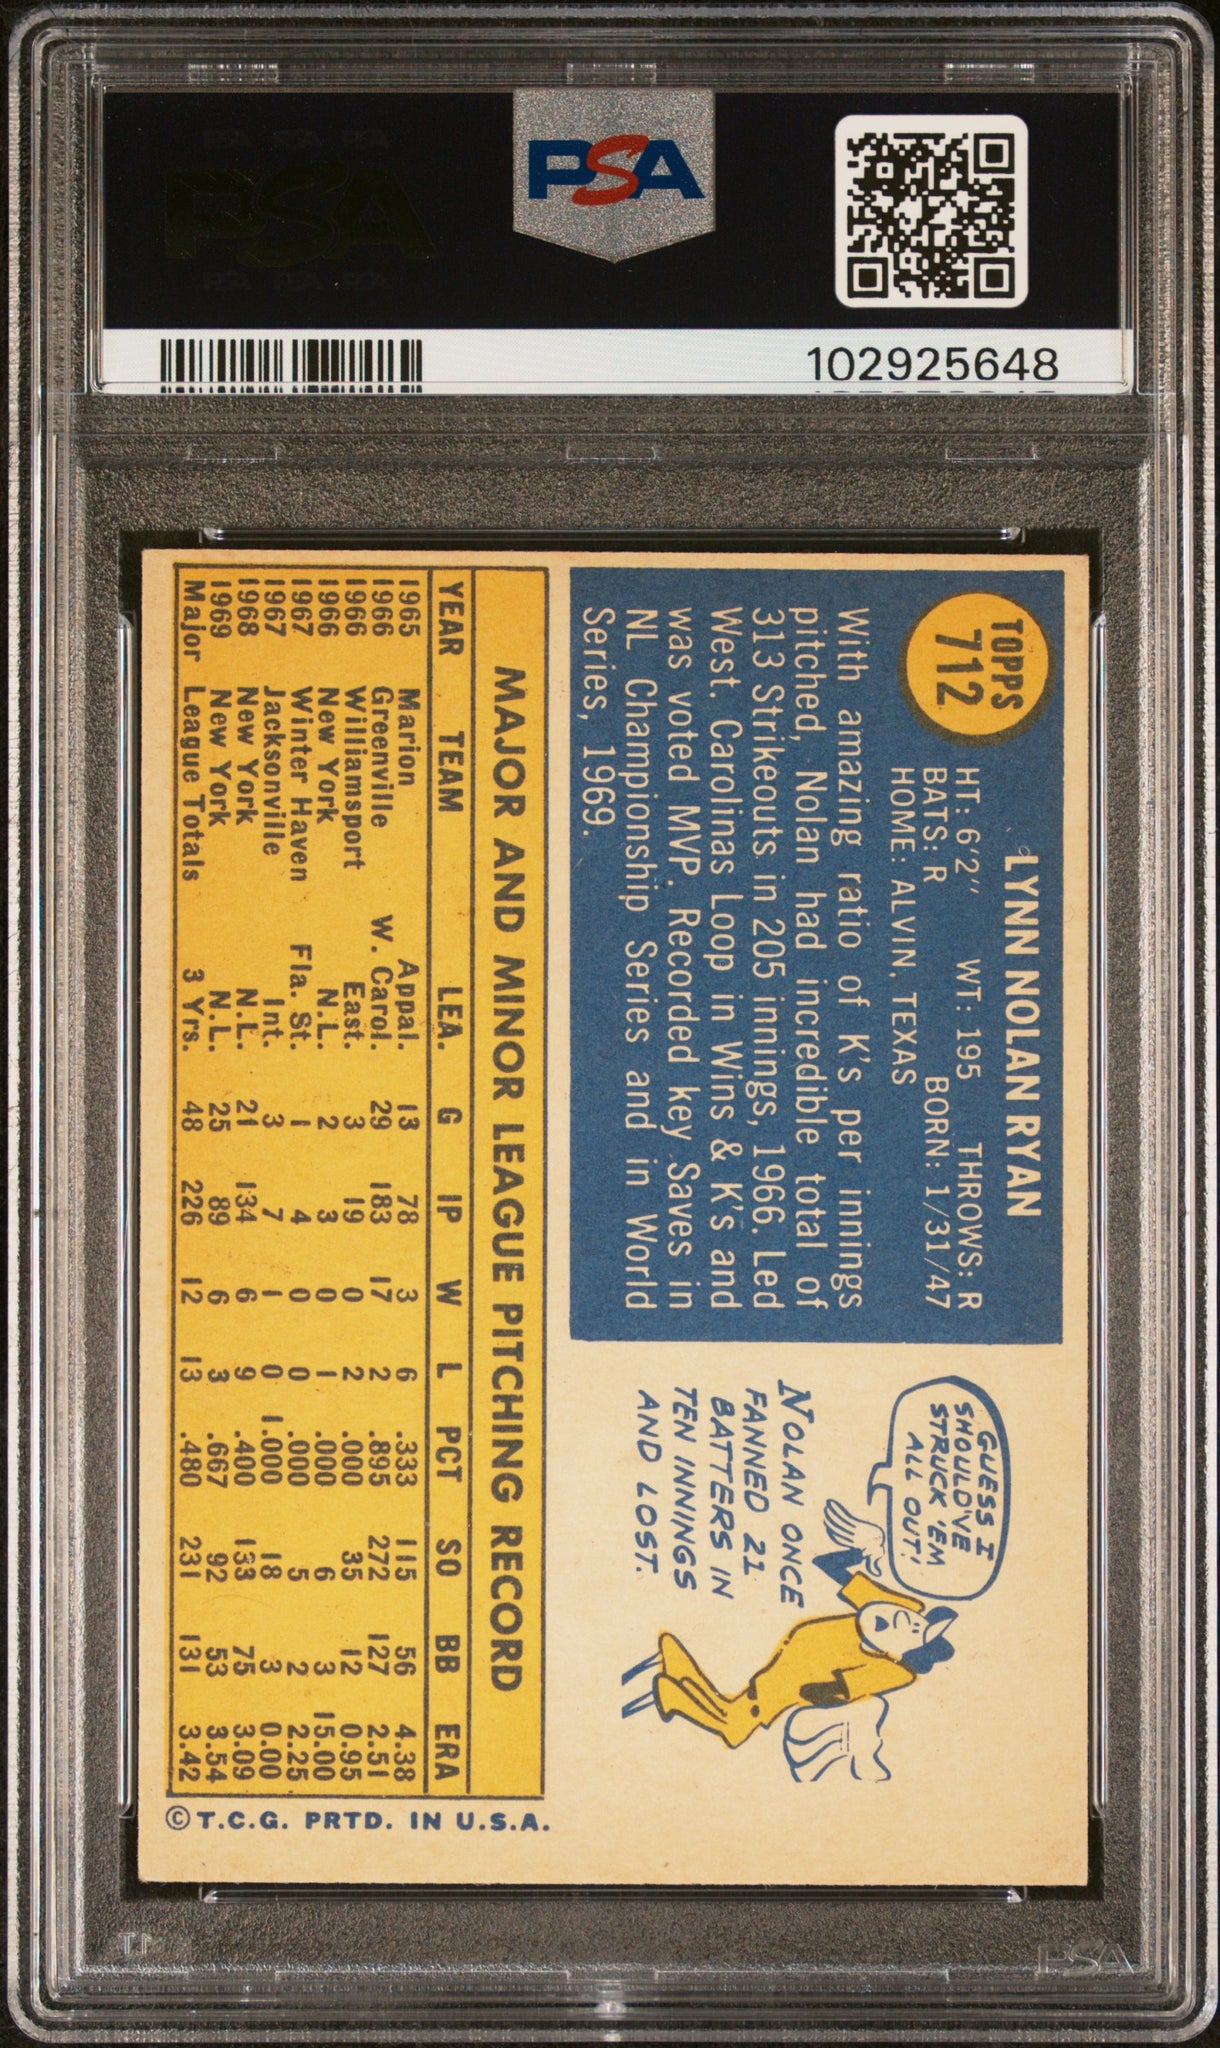 PSA
102925648
TOPPS
712
LYNN NOLAN RYAN
HT: 6'2" WT: 195 THROWS: R
BATS: R BORN: 1/31/47
HOME: ALVIN, TEXAS
With amazing ratio of K's per innings
pitched, Nolan had incredible total of
313 Strikeouts in 205 innings, 1966. Led
West. Carolinas Loop in Wins & K's and
was voted MVP. Recorded key Saves in
NL Championship Series and in World
Series, 1969.
GUESS I
SHOULD'VE
STRUCK 'EM
ALL OUT!
NOLAN ONCE
FANNED 21
BATTERS IN
TEN INNINGS
AND LOST.
MAJOR AND MINOR LEAGUE PITCHING RECORD
YEAR TEAM LEA. G IP W L PCT SO BB ERA
1965 Marion Appal. 13 78 3 6 .333 115 56 4.38
1966 Greenville W. Carol. 29 183 17 2 .895 272 127 2.51
1966 Williamsport East. 3 19 0 2 .000 35 12 0.95
1966 New York N.L. 2 3 0 1 .000 6 3 15.00
1967 Winter Haven Fla. St. 1 4 0 0 .000 5 2 2.25
1967 Jacksonville Int. 3 7 1 0 1.000 18 3 0.00
1968 New York N.L. 21 134 6 9 .400 133 75 3.09
1969 New York N.L. 25 89 6 3 .667 92 53 3.54
Major League Totals 3 Yrs. 48 226 12 13 .480 231 131 3.42
©T.C.G. PRTD. IN U.S.A.
PSA